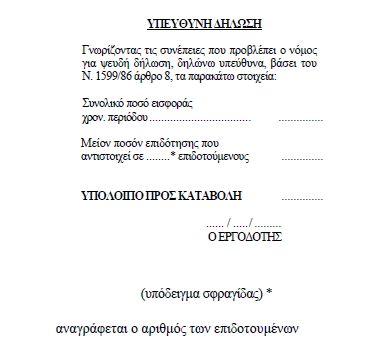 ΥΠΕΥΘΥΝΗ ΔΗΛΩΣΗ
Γνωρίζοντας τις συνέπειες που προβλέπει ο νόμος
για ψευδή δήλωση, δηλώνω υπεύθυνα, βάσει του
Ν. 1599/86 άρθρο 8, τα παρακάτω στοιχεία:
Συνολικό ποσό εισφοράς
χρον. περιόδου.................................. ...............
Μείον ποσόν επιδότησης που
αντιστοιχεί σε ........* επιδοτούμενους ..............
ΥΠΟΛΟΙΠΟ ΠΡΟΣ ΚΑΤΑΒΟΛΗ ..............
...... / ...../ .........
Ο ΕΡΓΟΔΟΤΗΣ
(υπόδειγμα σφραγίδας) *
αναγράφεται ο αριθμός των επιδοτουμένων